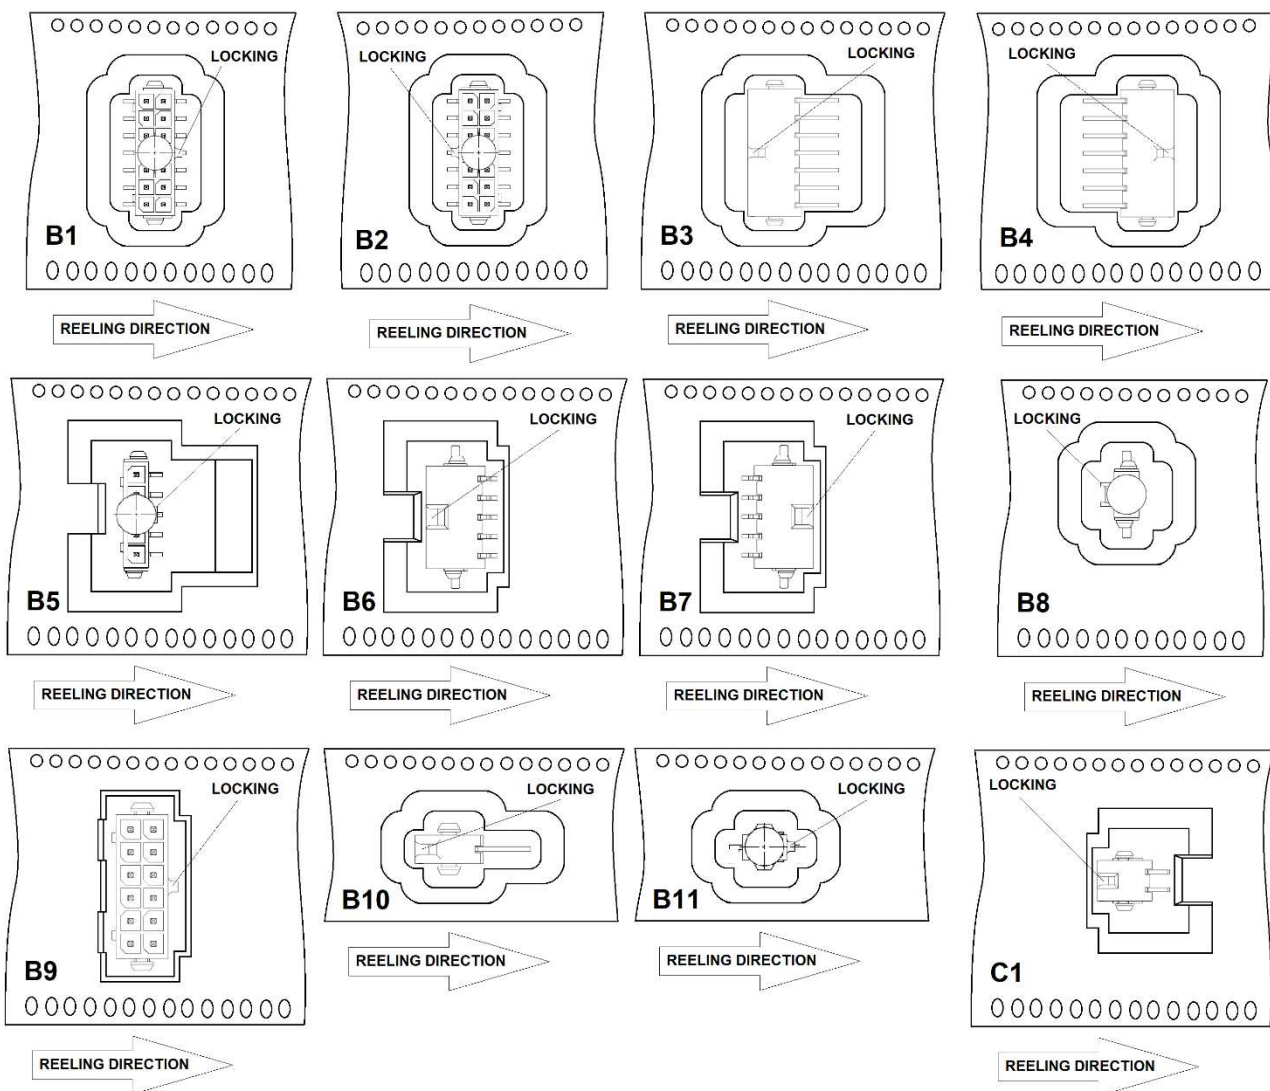 LOCKING
B1
REELING DIRECTION
LOCKING
B2
REELING DIRECTION
LOCKING
B3
REELING DIRECTION
LOCKING
B4
REELING DIRECTION
LOCKING
B5
REELING DIRECTION
LOCKING
B6
REELING DIRECTION
LOCKING
B7
REELING DIRECTION
LOCKING
B8
REELING DIRECTION
LOCKING
B9
REELING DIRECTION
LOCKING
B10
REELING DIRECTION
LOCKING
B11
REELING DIRECTION
LOCKING
C1
REELING DIRECTION